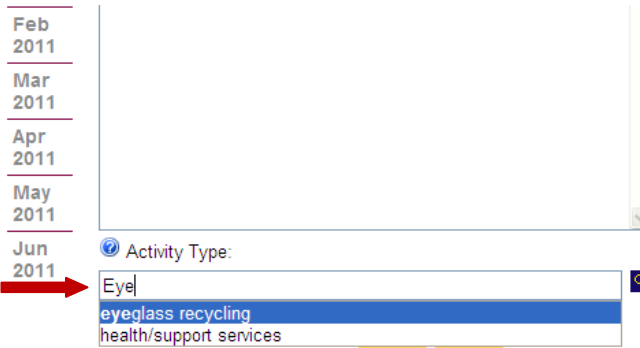 Feb
2011
Mar
2011
Apr
2011
May
2011
Jun
2011
Activity Type:
Eye
eyeglass recycling
health/support services